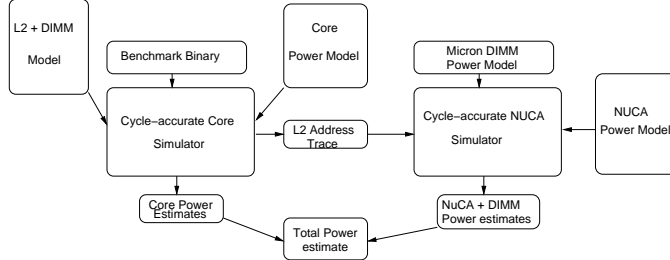 L2 + DIMM
Model
Benchmark Binary
Core
Power Model
Micron DIMM
Power Model
NUCA
Power Model
Cycle-accurate Core
Simulator
L2 Address
Trace
Cycle-accurate NUCA
Simulator
Core Power
Estimates
NuCA + DIMM
Power estimates
Total Power
estimate